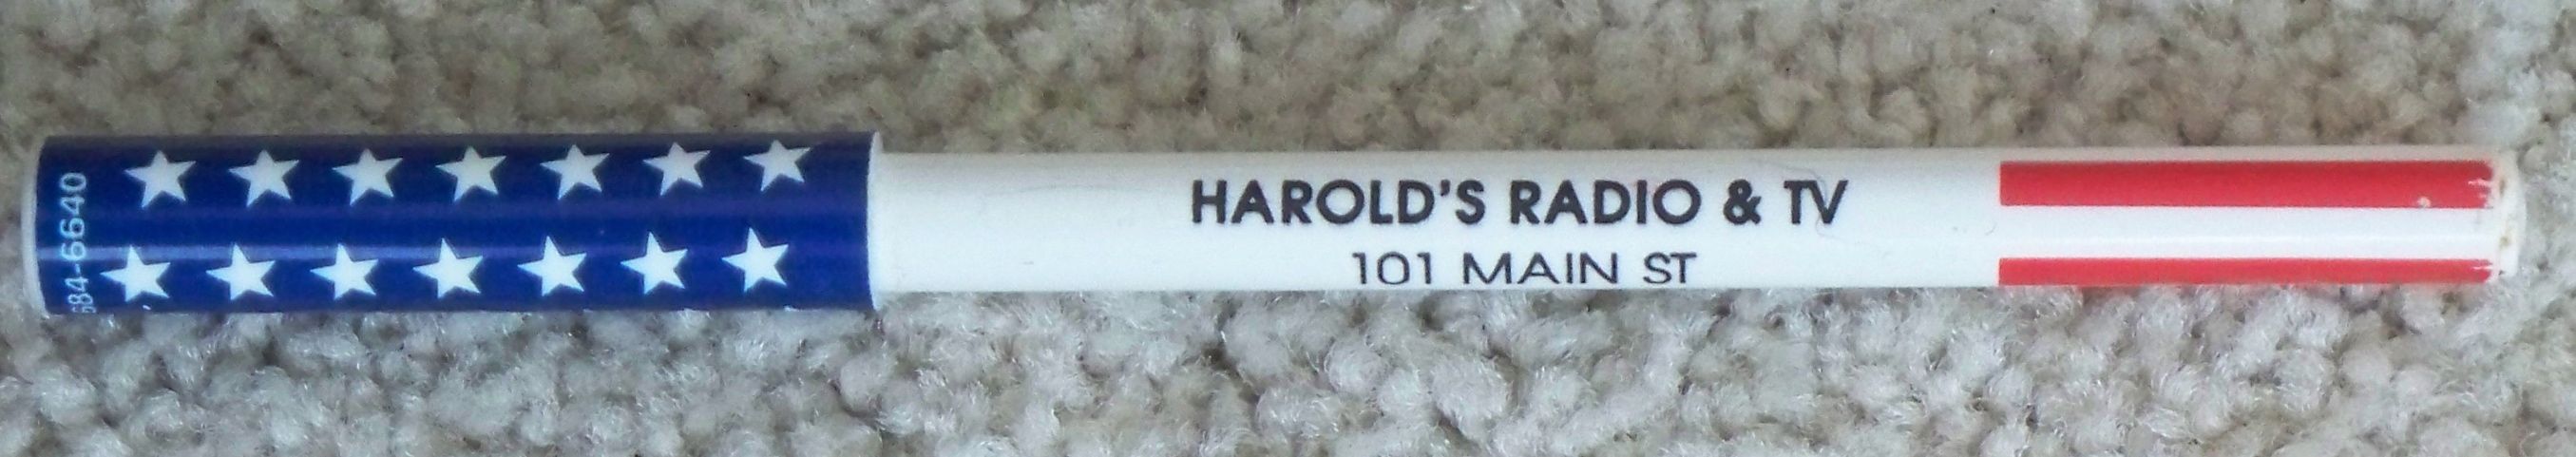 684-6640
HAROLD'S RADIO & TV
101 MAIN ST